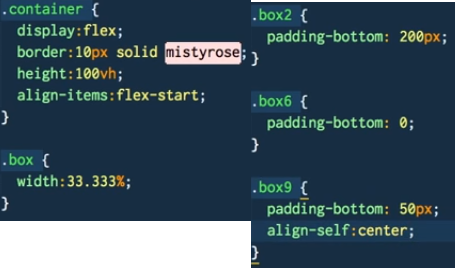 .container {
display:flex;
border:10px solid mistyrose;
height:100vh;
align-items:flex-start;
}
.box {
width:33.333%;
}
.box2 {
padding-bottom: 200px;
}
.box6 {
padding-bottom: 0;
}
.box9 {
padding-bottom: 50px;
align-self:center;
}